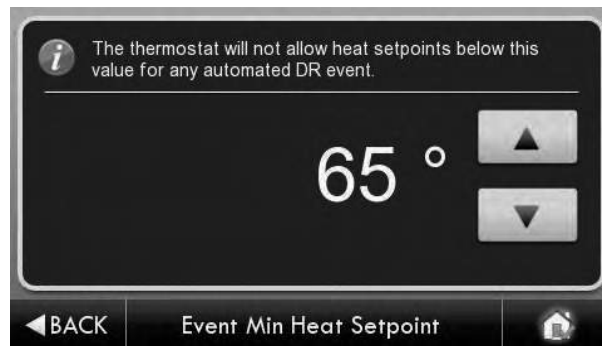 The thermostat will not allow heat setpoints below this
value for any automated DR event.
65 °
BACK
Event Min Heat Setpoint